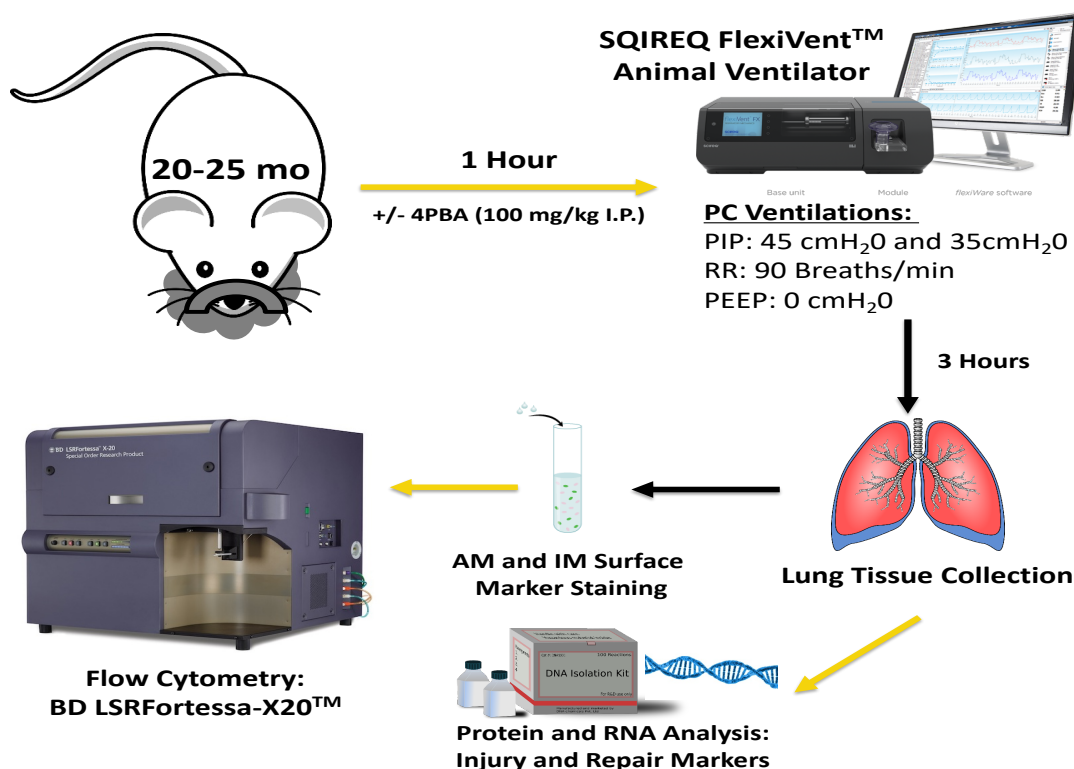 SQIREQ FlexiVent™
Animal Ventilator
20-25 mo
1 Hour
+/- 4PBA (100 mg/kg I.P.)
Base unit
Module
flexiWare software
PC Ventilations:
PIP: 45 cmH₂0 and 35cmH₂0
RR: 90 Breaths/min
PEEP: 0 cmH₂0
3 Hours
BD LSRFortessa™ X-20
Special Order Research Product
AM and IM Surface
Marker Staining
Lung Tissue Collection
DNA Isolation Kit
Flow Cytometry:
BD LSRFortessa-X20™
Protein and RNA Analysis:
Injury and Repair Markers